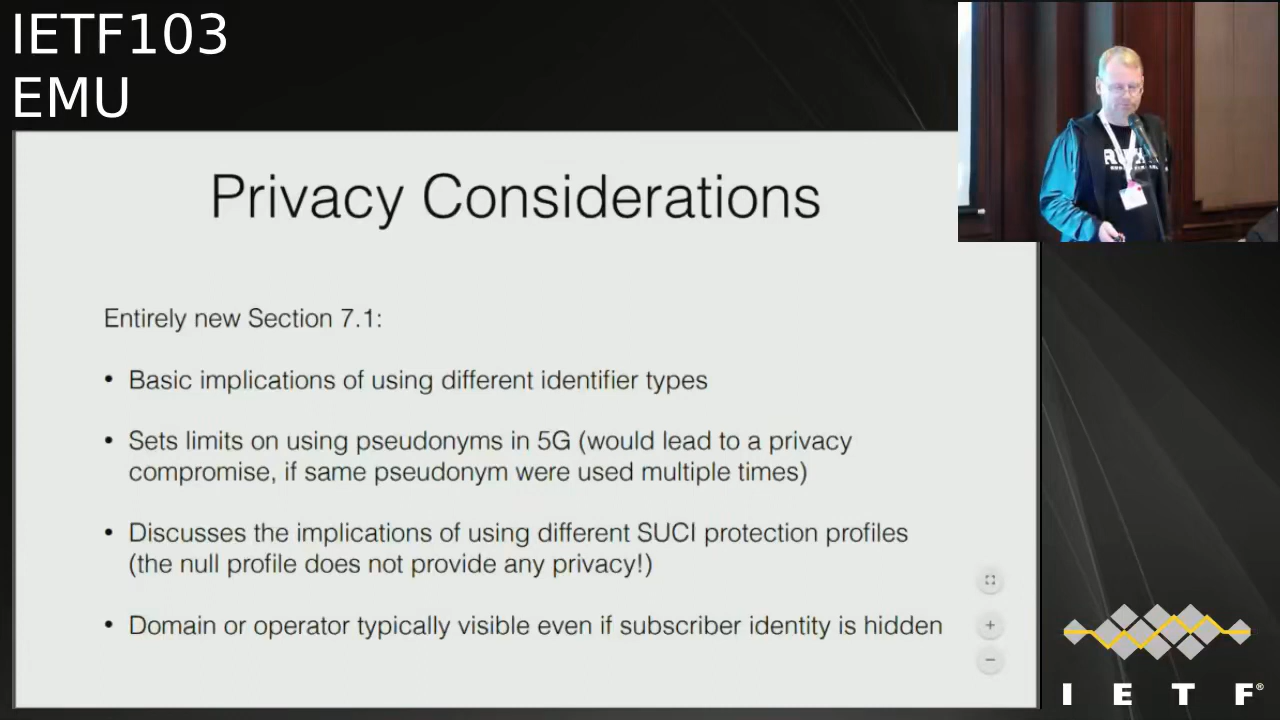 IETF103
EMU
Privacy Considerations
Entirely new Section 7.1:
• Basic implications of using different identifier types
• Sets limits on using pseudonyms in 5G (would lead to a privacy
compromise, if same pseudonym were used multiple times)
• Discusses the implications of using different SUCI protection profiles
(the null profile does not provide any privacy!)
• Domain or operator typically visible even if subscriber identity is hidden
I E T F®